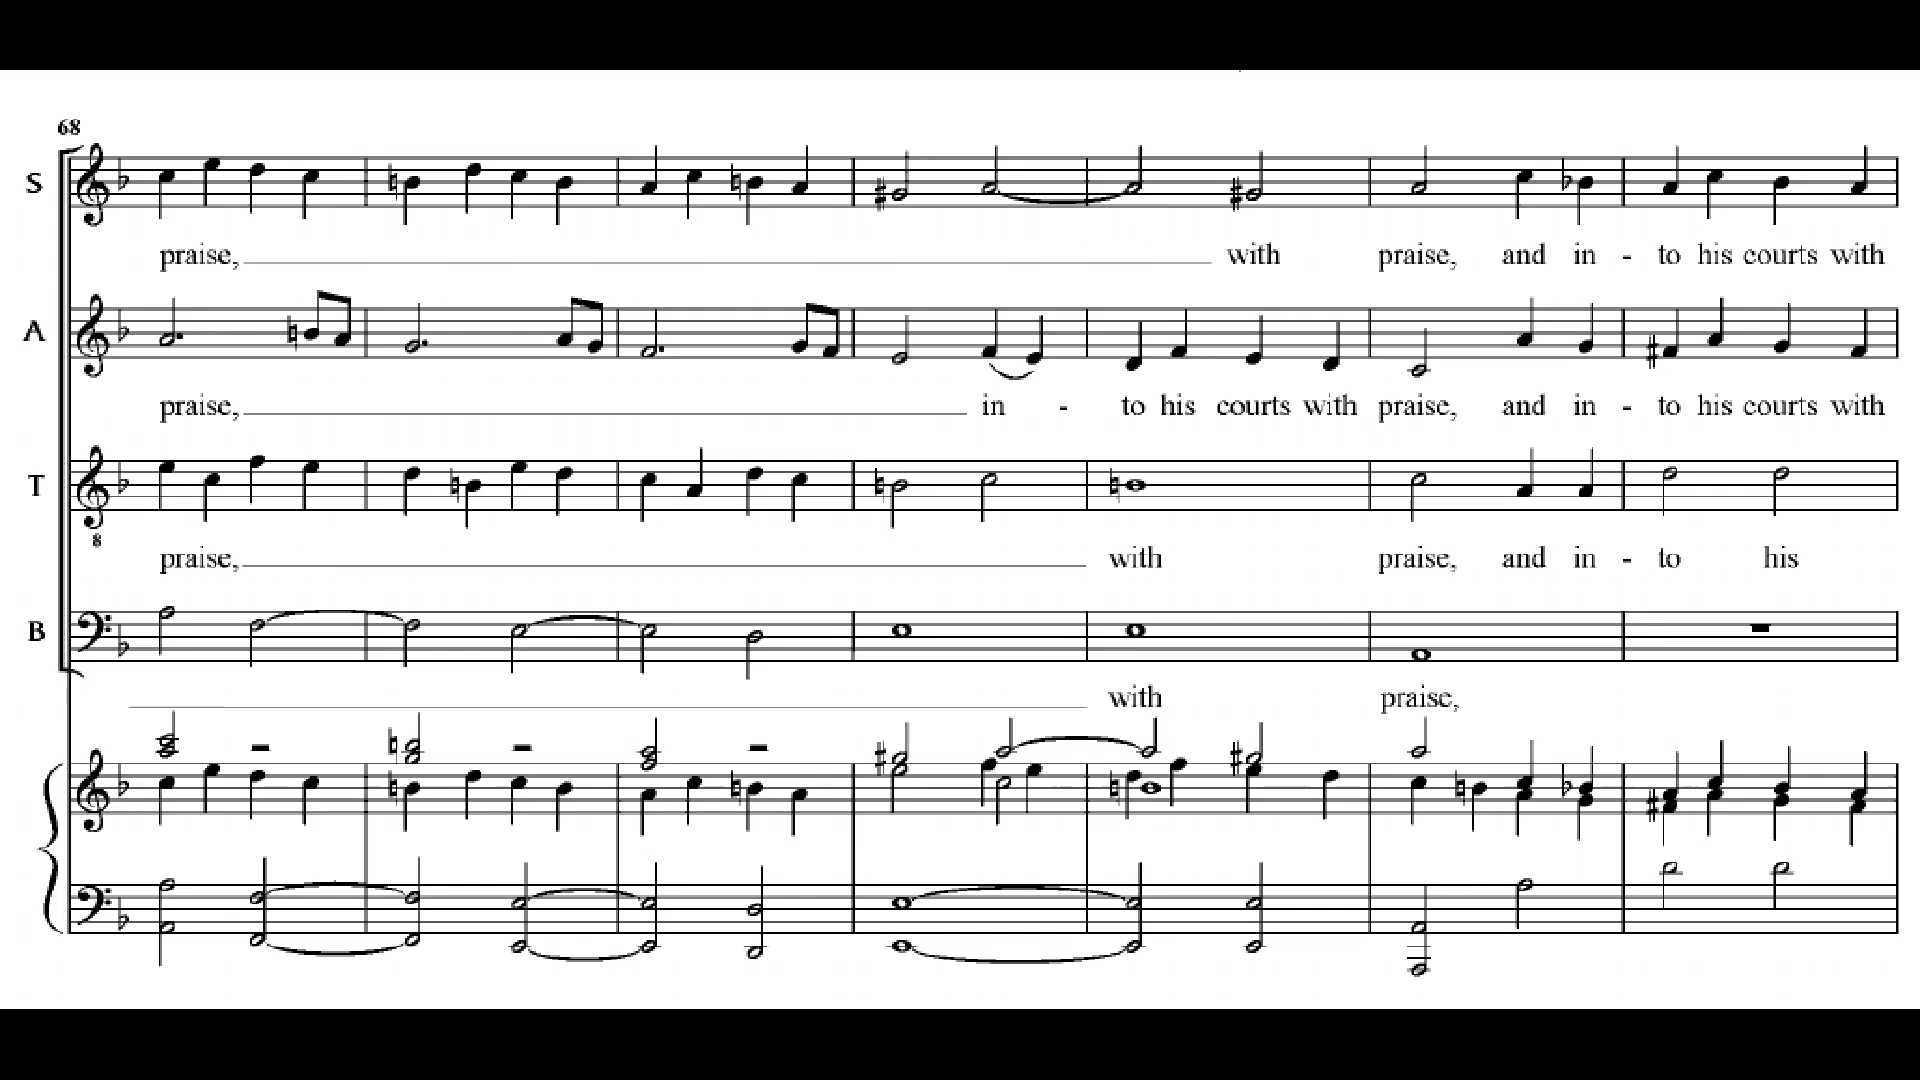 68
S
praise, with praise, and in - to his courts with
A
praise, in - to his courts with praise, and in - to his courts with
T
8
praise, with praise, and in - to his
B
with praise,